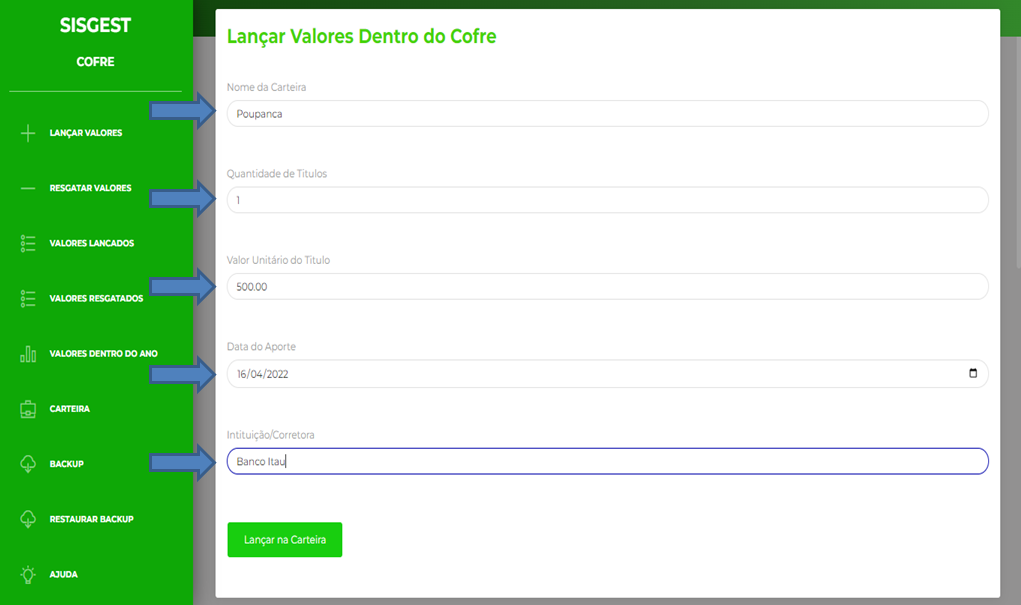 SISGEST
COFRE
LANÇAR VALORES
RESGATAR VALORES
VALORES LANCADOS
VALORES RESGATADOS
VALORES DENTRO DO ANO
CARTEIRA
BACKUP
RESTAURAR BACKUP
AJUDA
Lançar Valores Dentro do Cofre
Nome da Carteira
Poupanca
Quantidade de Titulos
1
Valor Unitário do Titulo
500.00
Data do Aporte
16/04/2022
Intituição/Corretora
Banco Itau
Lançar na Carteira